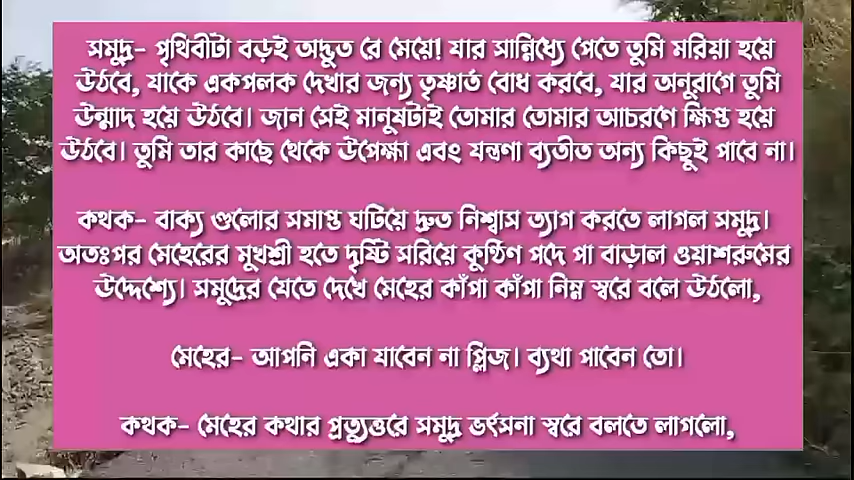 সমুদ্র- পৃথিবীটা বড়ই অদ্ভুত রে মেয়ে! যার সান্নিধ্যে পেতে তুমি মরিয়া হয়ে
উঠবে, যাকে একপলক দেখার জন্য তৃষ্ণার্ত বোধ করবে, যার অনুরাগে তুমি
উন্মাদ হয়ে উঠবে। জান সেই মানুষটাই তোমার তোমার আচরণে ক্ষিপ্ত হয়ে
উঠবে। তুমি তার কাছে থেকে উপেক্ষা এবং যন্ত্রণা ব্যতীত অন্য কিছুই পাবে না।
কথক- বাক্য গুলোর সমাপ্ত ঘটিয়ে দ্রুত নিশ্বাস ত্যাগ করতে লাগল সমুদ্র।
অতঃপর মেহেরের মুখশ্রী হতে দৃষ্টি সরিয়ে কুণ্ঠিণ পদে পা বাড়াল ওয়াশরুমের
উদ্দেশ্যে। সমুদ্রের যেতে দেখে মেহের কাঁপা কাঁপা নিম্ন স্বরে বলে উঠলো,
মেহের- আপনি একা যাবেন না প্লিজ। ব্যথা পাবেন তো।
কথক- মেহের কথার প্রত্যুত্তরে সমুদ্র ভর্ৎসনা স্বরে বলতে লাগলো,